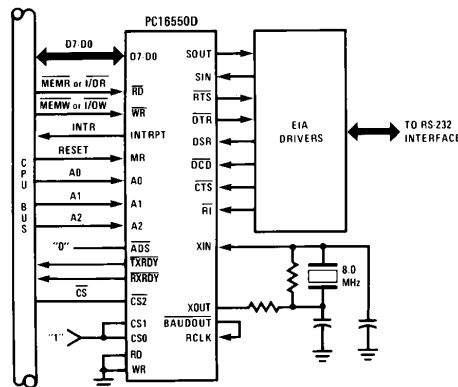 PC16550D
D7-D0 D7-D0 SOUT
SIN
MEMR or I/OR RD RTS
MEMW or I/OW WR DTR
INTR INTRPT DSR
RESET MR DCD
A0 A0 CTS
A1 A1 RI
A2 A2
"0" ADS XIN
TXRDY
RXRDY
CS CS2 XOUT
"1" CS1 BAUDOUT
CS0 RCLK
RD
WR
CPU BUS
EIA
DRIVERS
TO RS-232
INTERFACE
8.0
MHz